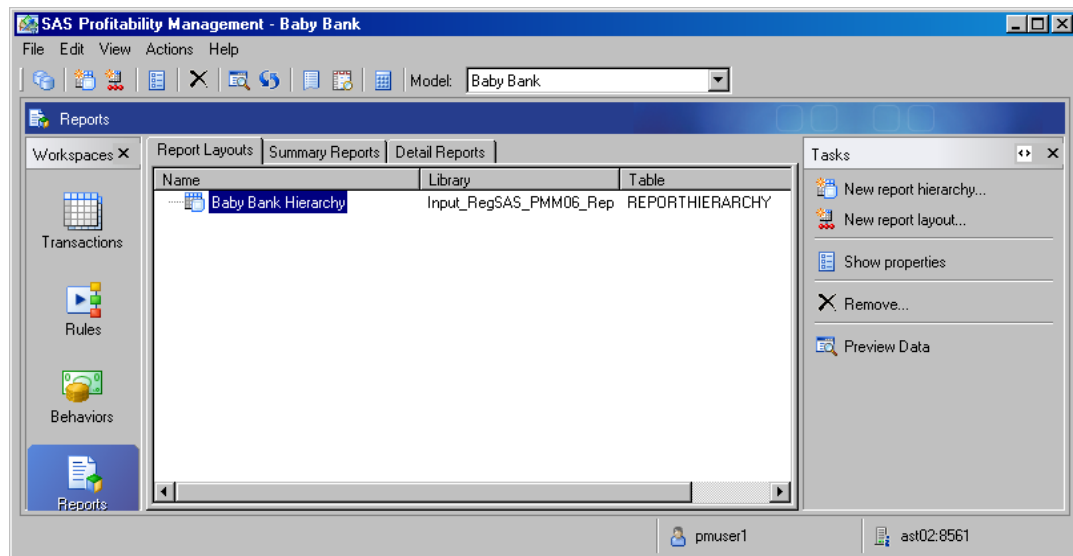 SAS Profitability Management - Baby Bank
File Edit View Actions Help
Model: Baby Bank
Reports
Workspaces
Report Layouts Summary Reports Detail Reports
Tasks
Name Library Table
Baby Bank Hierarchy Input_RegSAS_PMM06_Rep REPORTHIERARCHY
New report hierarchy...
New report layout...
Show properties
Remove...
Preview Data
Transactions
Rules
Behaviors
Reports
pmuser1 ast02:8561